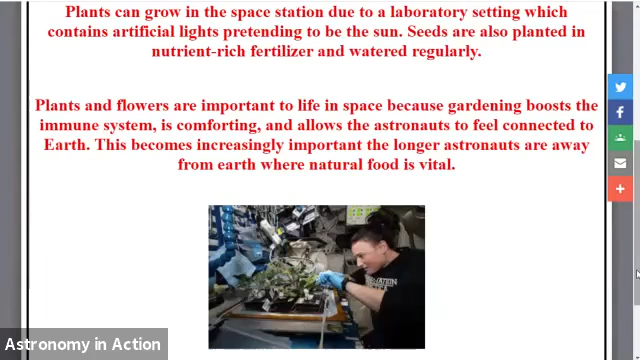 Plants can grow in the space station due to a laboratory setting which
contains artificial lights pretending to be the sun. Seeds are also planted in
nutrient-rich fertilizer and watered regularly.
Plants and flowers are important to life in space because gardening boosts the
immune system, is comforting, and allows the astronauts to feel connected to
Earth. This becomes increasingly important the longer astronauts are away
from earth where natural food is vital.
Astronomy in Action